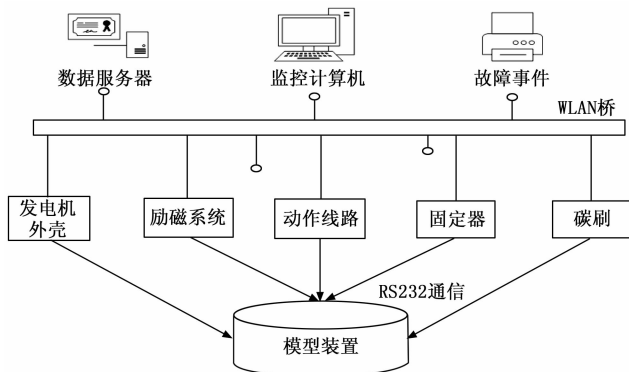 数据服务器
监控计算机
故障事件
WLAN桥
发电机
外壳
励磁系统
动作线路
固定器
碳刷
RS232通信
模型装置